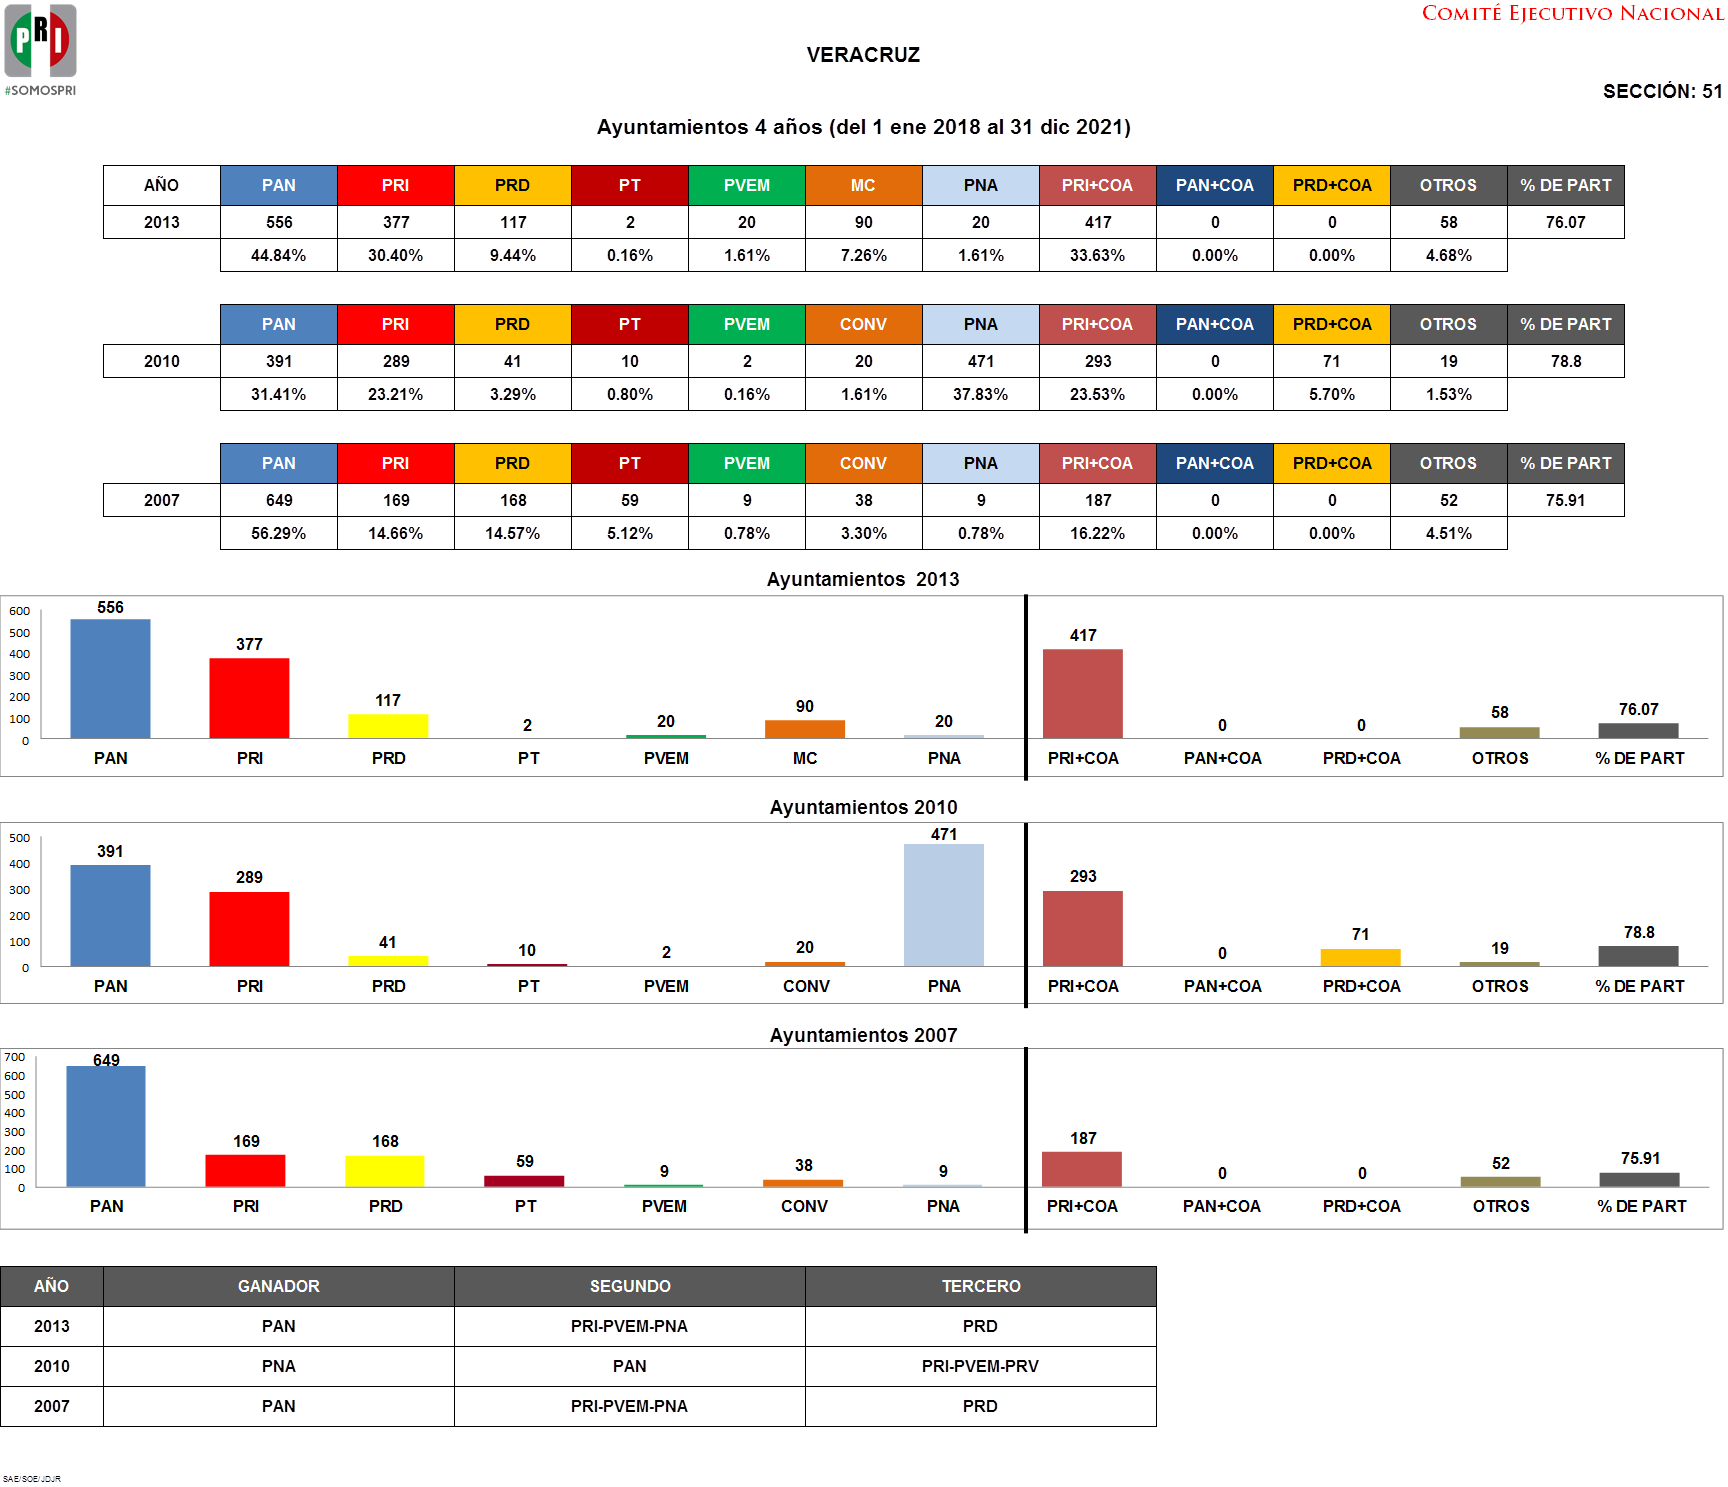 PRI
#SOMOSPRI
COMITÉ EJECUTIVO NACIONAL
VERACRUZ
SECCIÓN: 51
Ayuntamientos 4 años (del 1 ene 2018 al 31 dic 2021)
AÑO PAN PRI PRD PT PVEM MC PNA PRI+COA PAN+COA PRD+COA OTROS % DE PART
2013 556 377 117 2 20 90 20 417 0 0 58 76.07
44.84% 30.40% 9.44% 0.16% 1.61% 7.26% 1.61% 33.63% 0.00% 0.00% 4.68%
PAN PRI PRD PT PVEM CONV PNA PRI+COA PAN+COA PRD+COA OTROS % DE PART
2010 391 289 41 10 2 20 471 293 0 71 19 78.8
31.41% 23.21% 3.29% 0.80% 0.16% 1.61% 37.83% 23.53% 0.00% 5.70% 1.53%
PAN PRI PRD PT PVEM CONV PNA PRI+COA PAN+COA PRD+COA OTROS % DE PART
2007 649 169 168 59 9 38 9 187 0 0 52 75.91
56.29% 14.66% 14.57% 5.12% 0.78% 3.30% 0.78% 16.22% 0.00% 0.00% 4.51%
Ayuntamientos 2013
600
500
400
300
200
100
0
556 377 117 2 20 90 20 417 0 0 58 76.07
PAN PRI PRD PT PVEM MC PNA PRI+COA PAN+COA PRD+COA OTROS % DE PART
Ayuntamientos 2010
500
400
300
200
100
0
391 289 41 10 2 20 471 293 0 71 19 78.8
PAN PRI PRD PT PVEM CONV PNA PRI+COA PAN+COA PRD+COA OTROS % DE PART
Ayuntamientos 2007
700
600
500
400
300
200
100
0
649 169 168 59 9 38 9 187 0 0 52 75.91
PAN PRI PRD PT PVEM CONV PNA PRI+COA PAN+COA PRD+COA OTROS % DE PART
AÑO GANADOR SEGUNDO TERCERO
2013 PAN PRI-PVEM-PNA PRD
2010 PNA PAN PRI-PVEM-PRV
2007 PAN PRI-PVEM-PNA PRD
SAE/SOE/JDJR